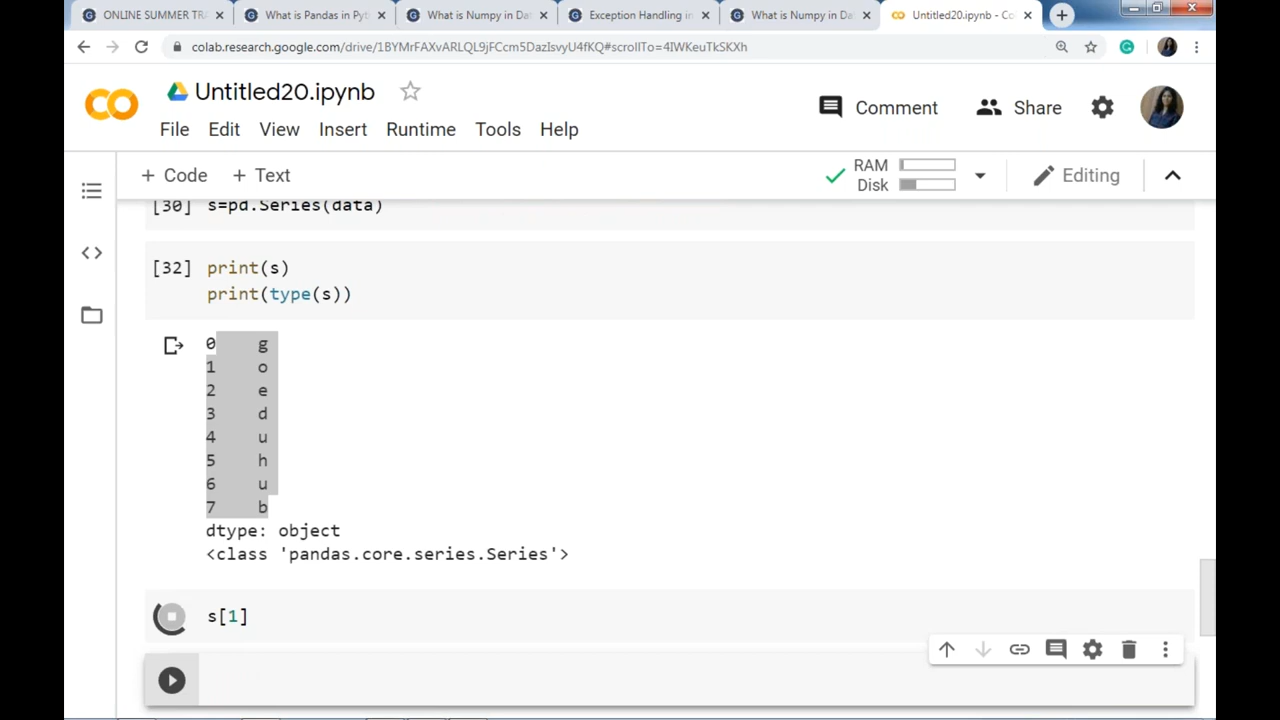 ONLINE SUMMER TRA
What is Pandas in Pyt
What is Numpy in Da
Exception Handling in
What is Numpy in Da
Untitled20.ipynb - Co
colab.research.google.com/drive/1BYMrFAXvARLQL9jFCcm5DazIsvyU4fKQ#scrollTo=4IWKeuTkSKXh
CO
Untitled20.ipynb
Comment
Share
File Edit View Insert Runtime Tools Help
+ Code + Text
RAM
Disk
Editing
[30] s=pd.Series(data)
[32] print(s)
print(type(s))
0 g
1 o
2 e
3 d
4 u
5 h
6 u
7 b
dtype: object
<class 'pandas.core.series.Series'>
s[1]